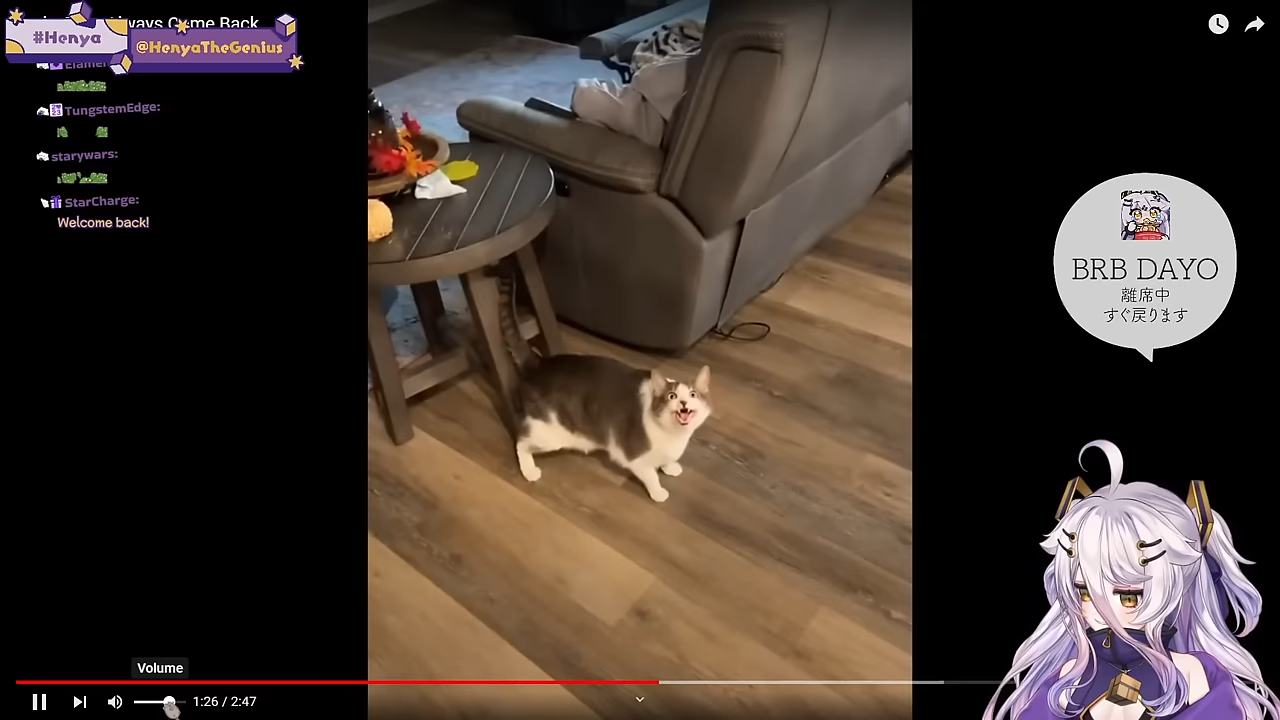 ways Come Back
#Henya
@HenyaTheGenius
TungstemEdge:
starywars:
StarCharge:
Welcome back!
BRB DAYO
離席中
すぐ戻ります
Volume
1:26 / 2:47